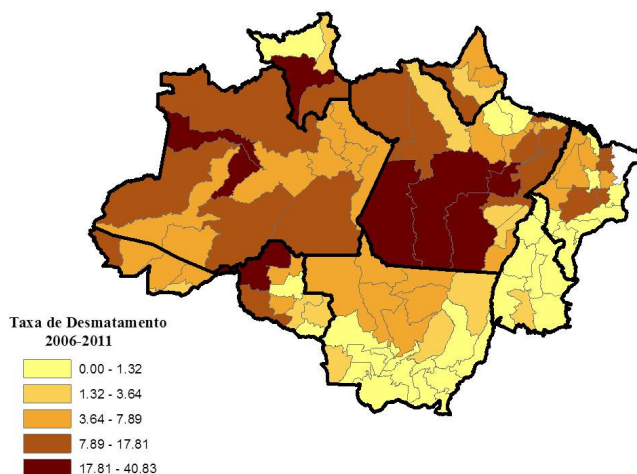 Taxa de Desmatamento
2006-2011
0.00 - 1.32
1.32 - 3.64
3.64 - 7.89
7.89 - 17.81
17.81 - 40.83